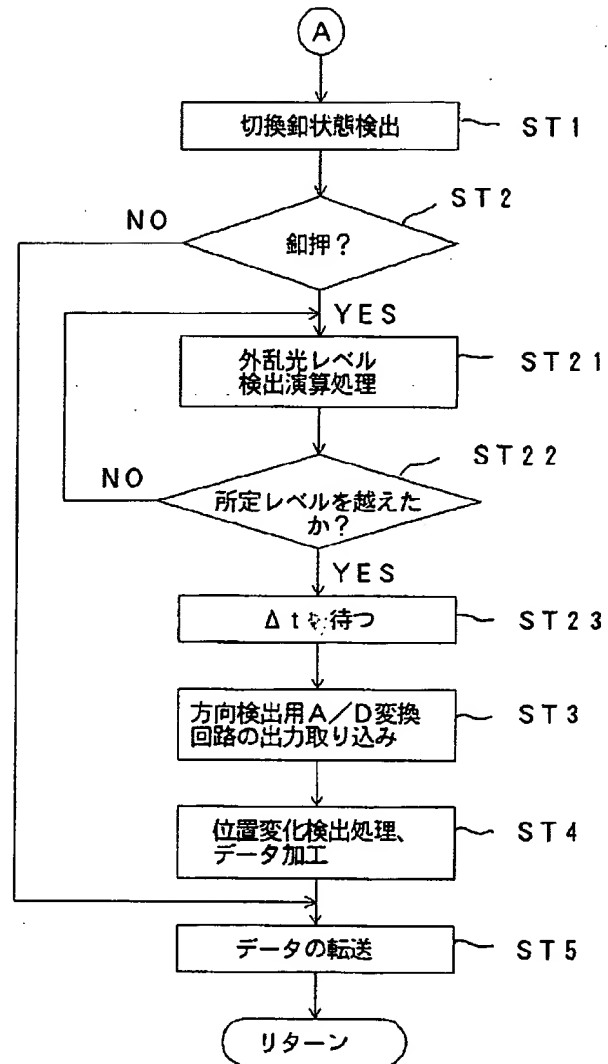 A
切換釦状態検出
ST1
ST2
NO
釦押?
YES
外乱光レベル
検出演算処理
ST21
ST22
NO
所定レベルを越えた
か?
YES
Δtを待つ
ST23
方向検出用A/D変換
回路の出力取り込み
ST3
位置変化検出処理、
データ加工
ST4
データの転送
ST5
リターン